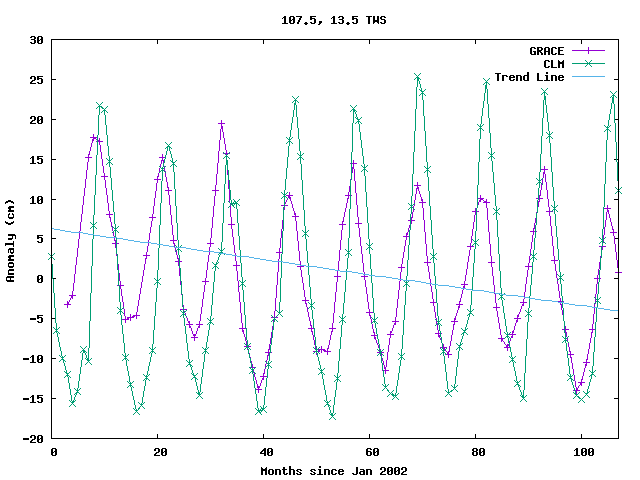 107.5, 13.5 TWS
30
25
20
15
10
5
0
-5
-10
-15
-20
Anomaly (cm)
GRACE
CLM
Trend Line
0 20 40 60 80 100
Months since Jan 2002